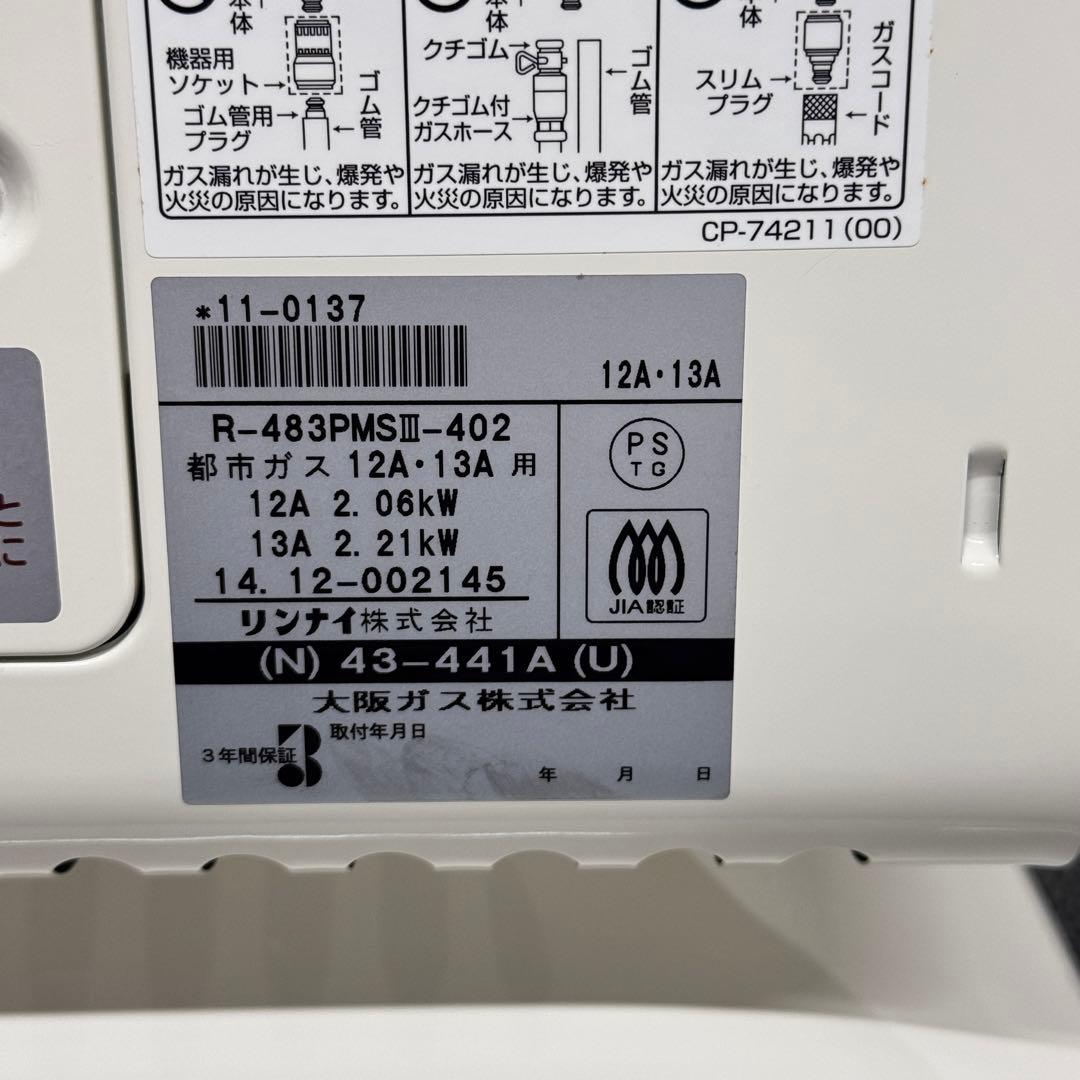 本体
本体
本体
機器用
ソケット→
ゴム管用
プラグ
ゴム管
クチゴム
クチゴム付
ガスホース
ゴム管
スリム
プラグ
ガスコード
ガス漏れが生じ、爆発や
火災の原因になります。
ガス漏れが生じ、爆発や
火災の原因になります。
ガス漏れが生じ、爆発や
火災の原因になります。
CP-74211(00)
*11-0137
12A・13A
R-483PMSⅢ-402
都市ガス 12A・13A 用
12A 2.06kW
13A 2.21kW
14.12-002145
リンナイ株式会社
PS
TG
JIA認証
(N) 43-441A (U)
大阪ガス株式会社
3年間保証
3
取付年月日
年 月 日
と
に